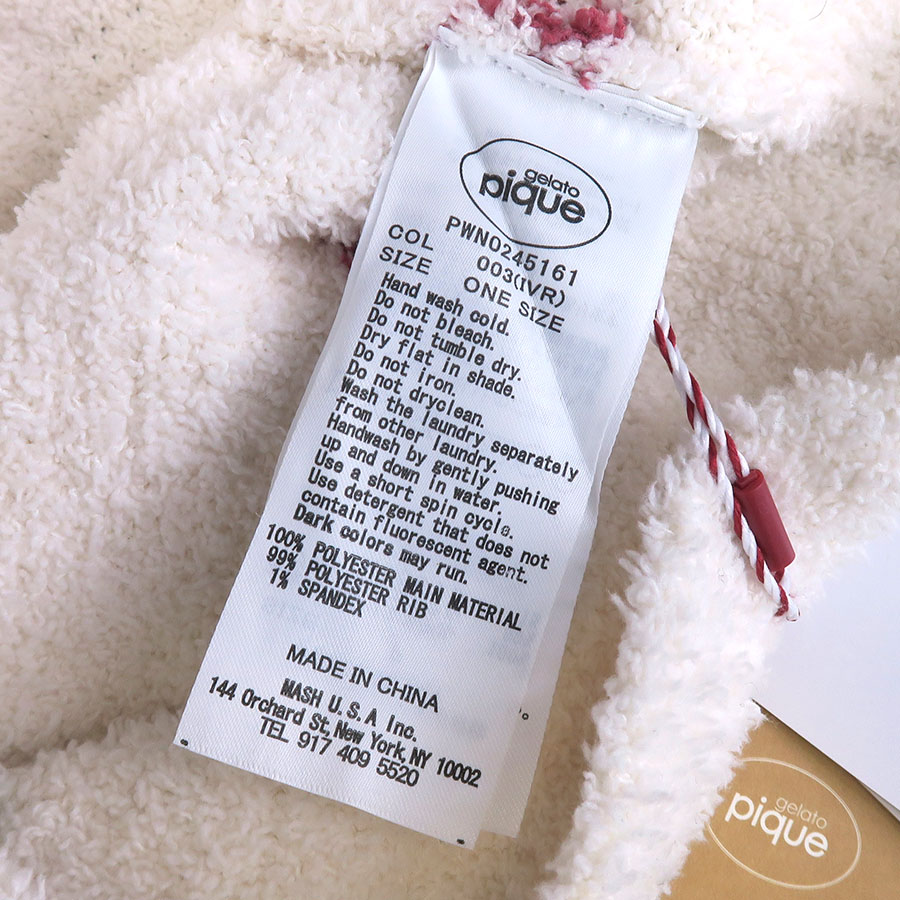 gelato
pique
PWNO245161
COL 003(IVR)
SIZE ONE SIZE
Hand wash cold.
Do not bleach.
Do not tumble dry.
Dry flat in shade.
Do not iron.
Do not dryclean.
Wash the laundry separately
from other laundry.
Handwash by gently pushing
up and down in water.
Use a short spin cycle.
Use detergent that does not
contain fluorescent agent.
Dark colors may run.
100% POLYESTER MAIN MATERIAL
99% POLYESTER RIB
1% SPANDEX
MADE IN CHINA
MASH U.S.A Inc.
144 Orchard St, New York, NY 10002
TEL 917 409 5520
gelato
pique